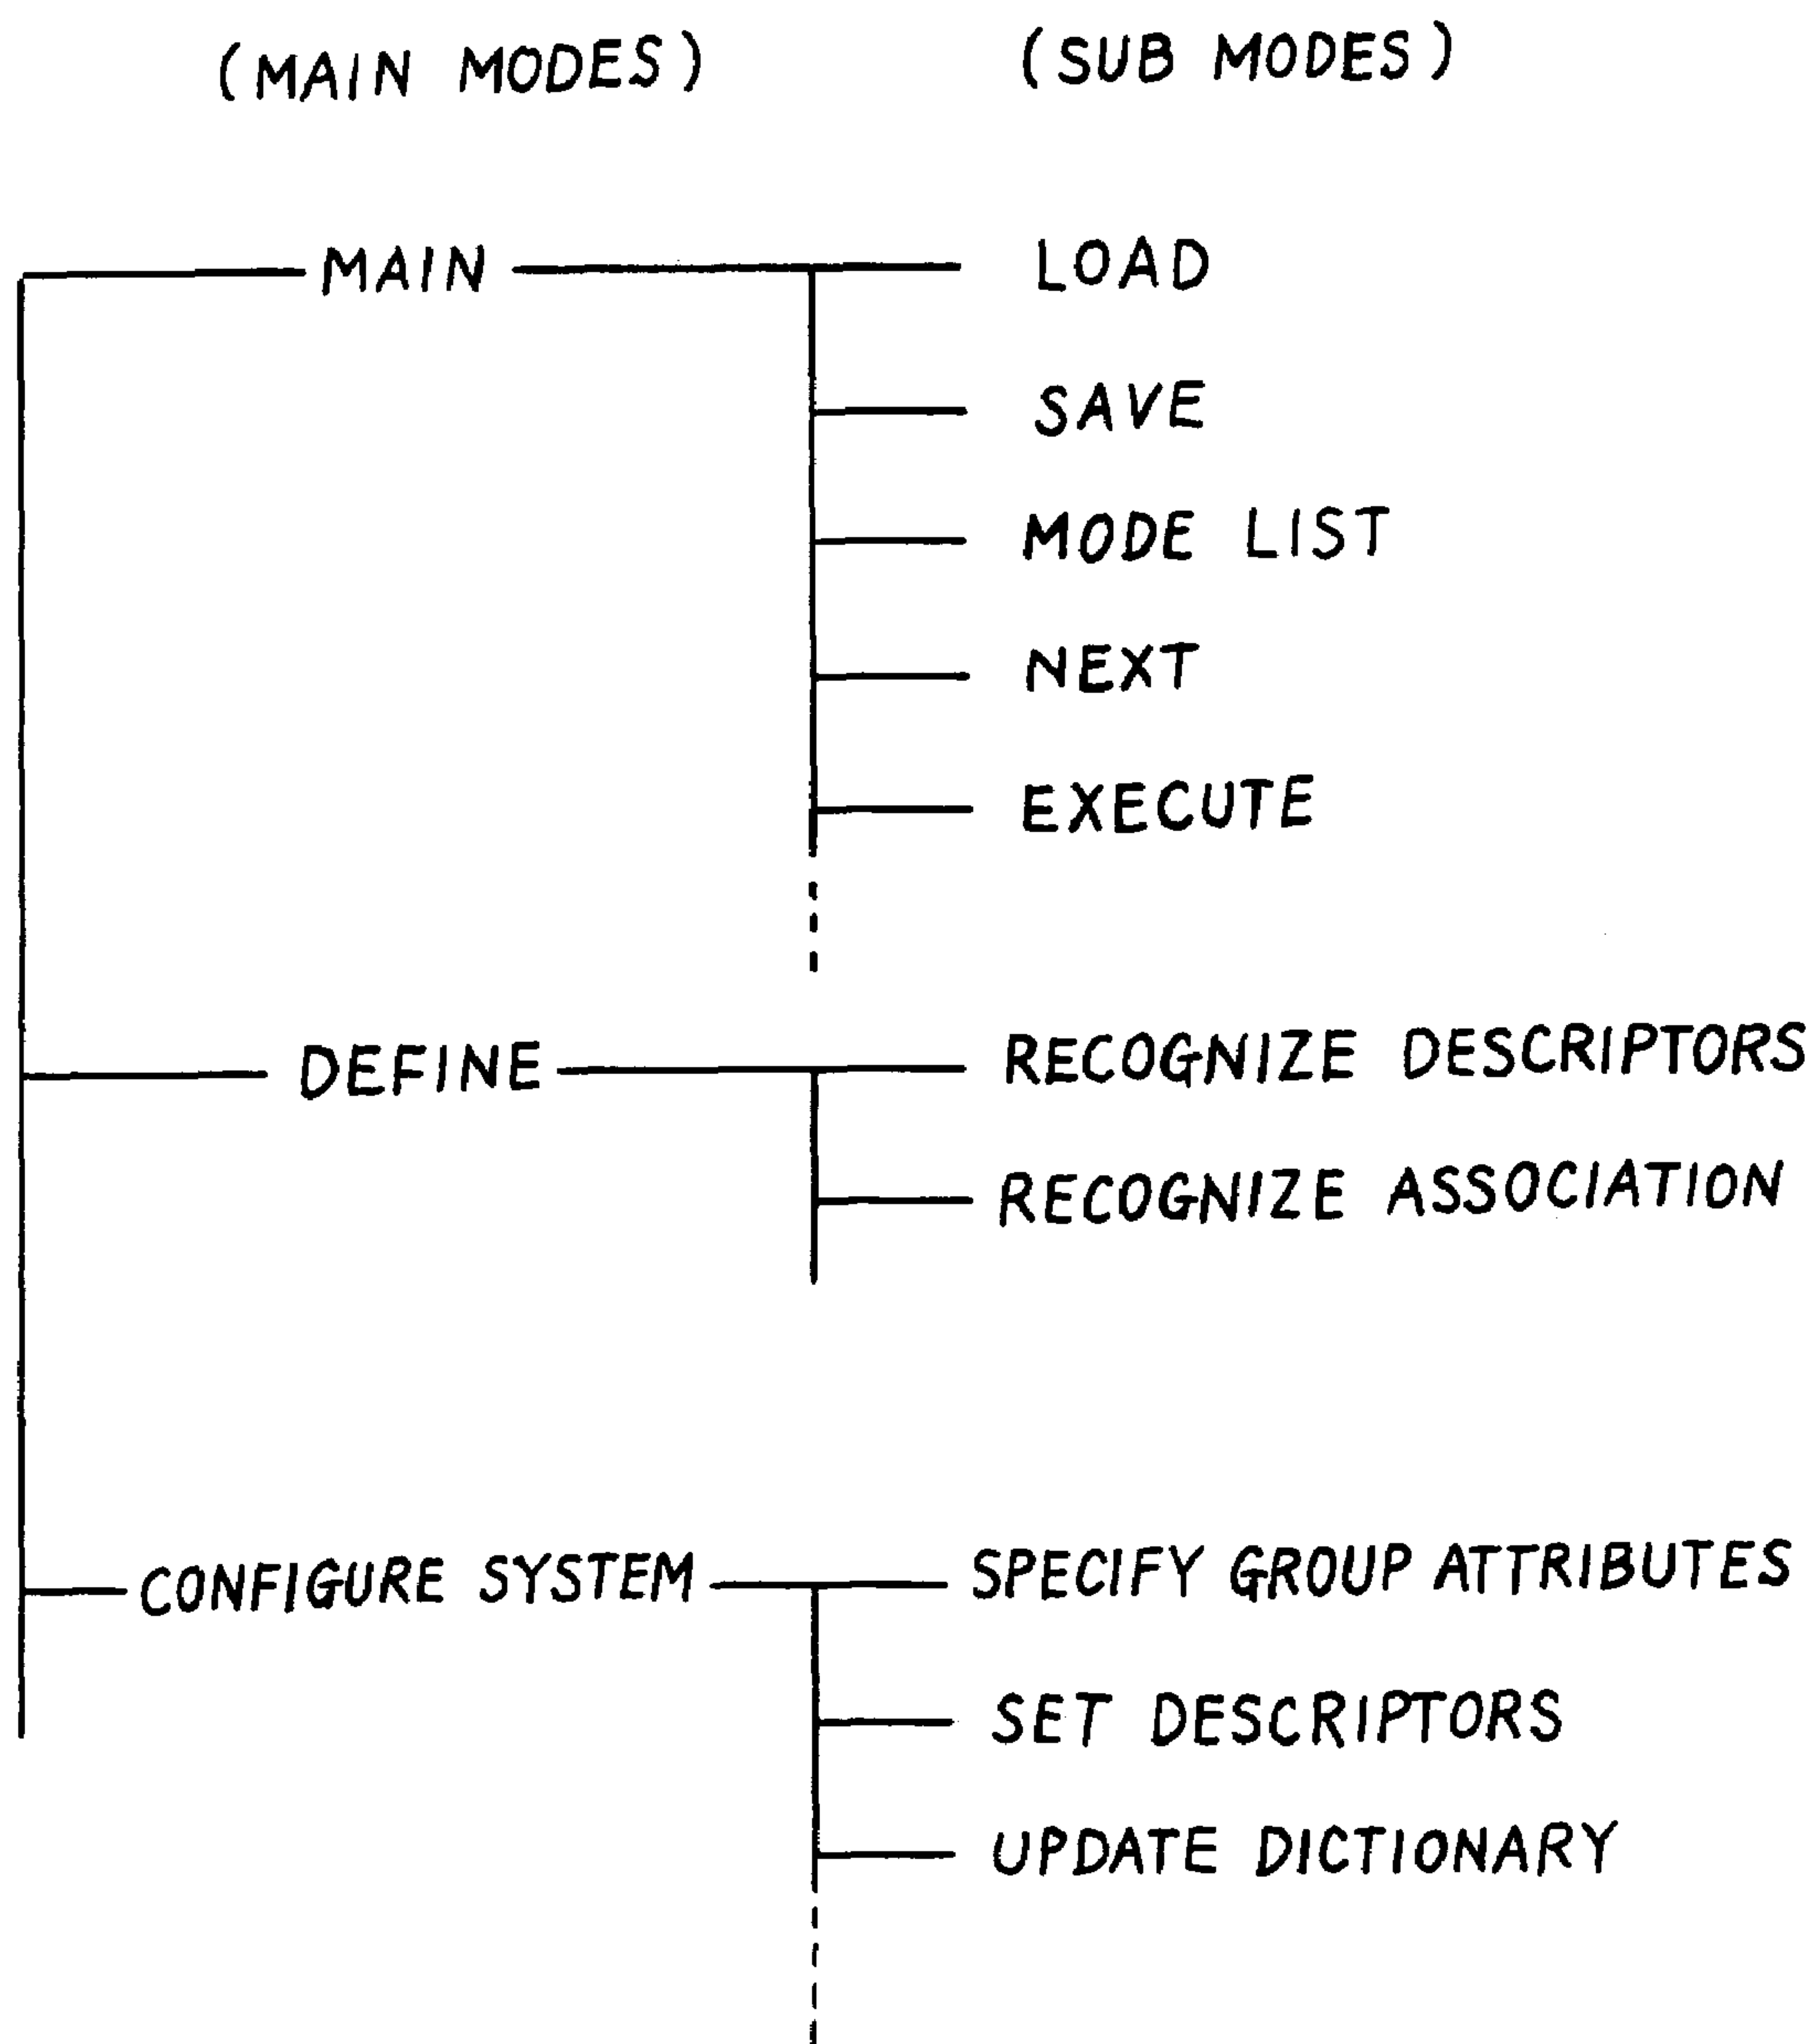 (MAIN MODES) (SUB MODES)
MAIN LOAD
SAVE
MODE LIST
NEXT
EXECUTE
DEFINE RECOGNIZE DESCRIPTORS
RECOGNIZE ASSOCIATION
CONFIGURE SYSTEM SPECIFY GROUP ATTRIBUTES
SET DESCRIPTORS
UPDATE DICTIONARY